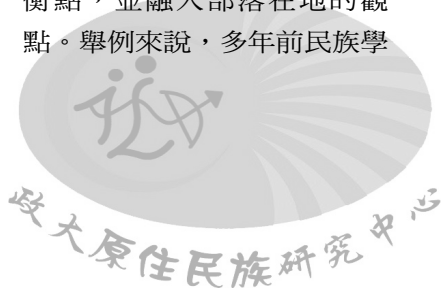 衡點，並融入部落在地的觀
點。舉例來說，多年前民族學
政大原住民族研究中心